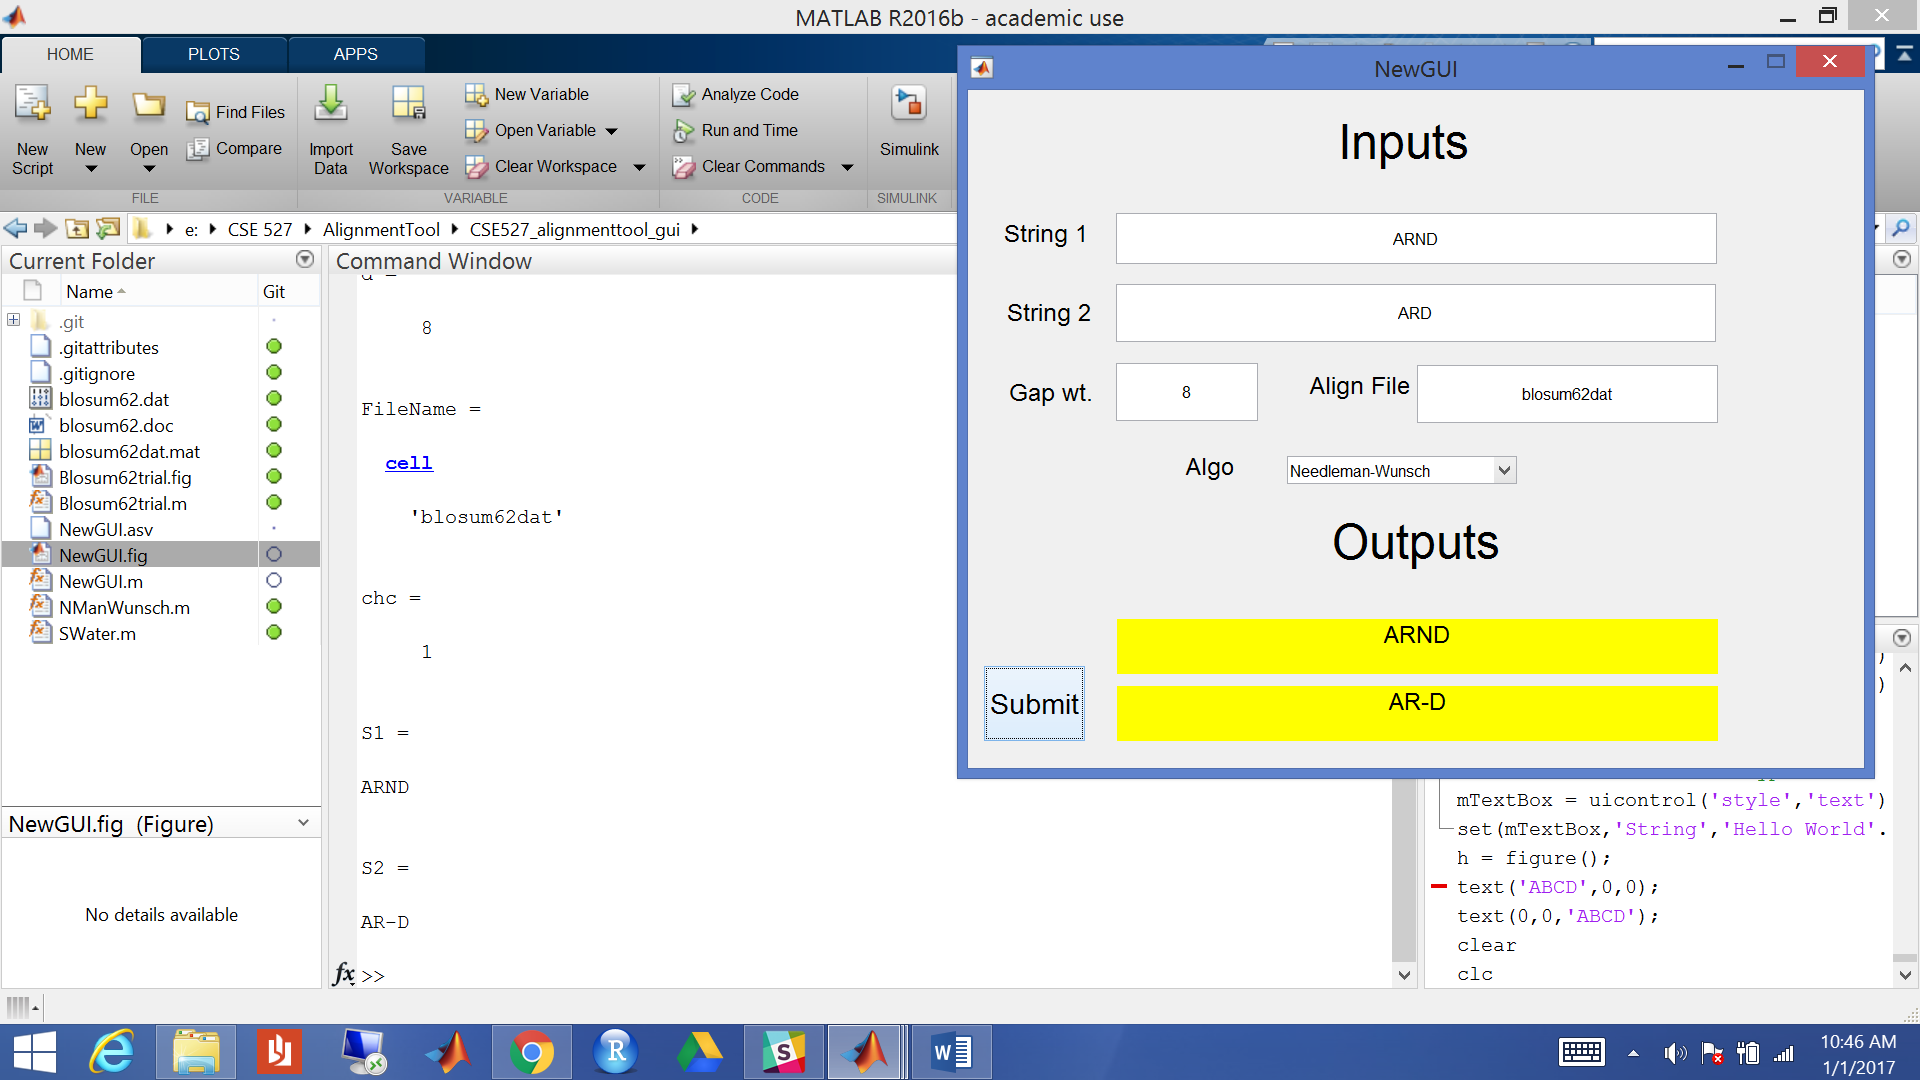 MATLAB R2016b - academic use
HOME
PLOTS
APPS
New Script
New
Open
Find Files
Compare
FILE
Import Data
Save Workspace
New Variable
Open Variable
Clear Workspace
VARIABLE
Analyze Code
Run and Time
Clear Commands
CODE
Simulink
SIMULINK
e:
CSE 527
AlignmentTool
CSE527_alignmenttool_gui
Current Folder
Name
Git
.git
.gitattributes
.gitignore
blosum62.dat
blosum62.doc
blosum62dat.mat
Blosum62trial.fig
Blosum62trial.m
NewGUI.asv
NewGUI.fig
NewGUI.m
NManWunsch.m
SWater.m
NewGUI.fig (Figure)
No details available
Command Window
8
FileName =
cell
'blosum62dat'
chc =
1
S1 =
ARND
S2 =
AR-D
fx >>
NewGUI
Inputs
String 1
ARND
String 2
ARD
Gap wt.
8
Align File
blosum62dat
Algo
Needleman-Wunsch
Outputs
ARND
Submit
AR-D
)
)
mTextBox = uicontrol('style','text')
set(mTextBox,'String','Hello World'.
h = figure();
text('ABCD',0,0);
text(0,0,'ABCD');
clear
clc
10:46 AM
1/1/2017